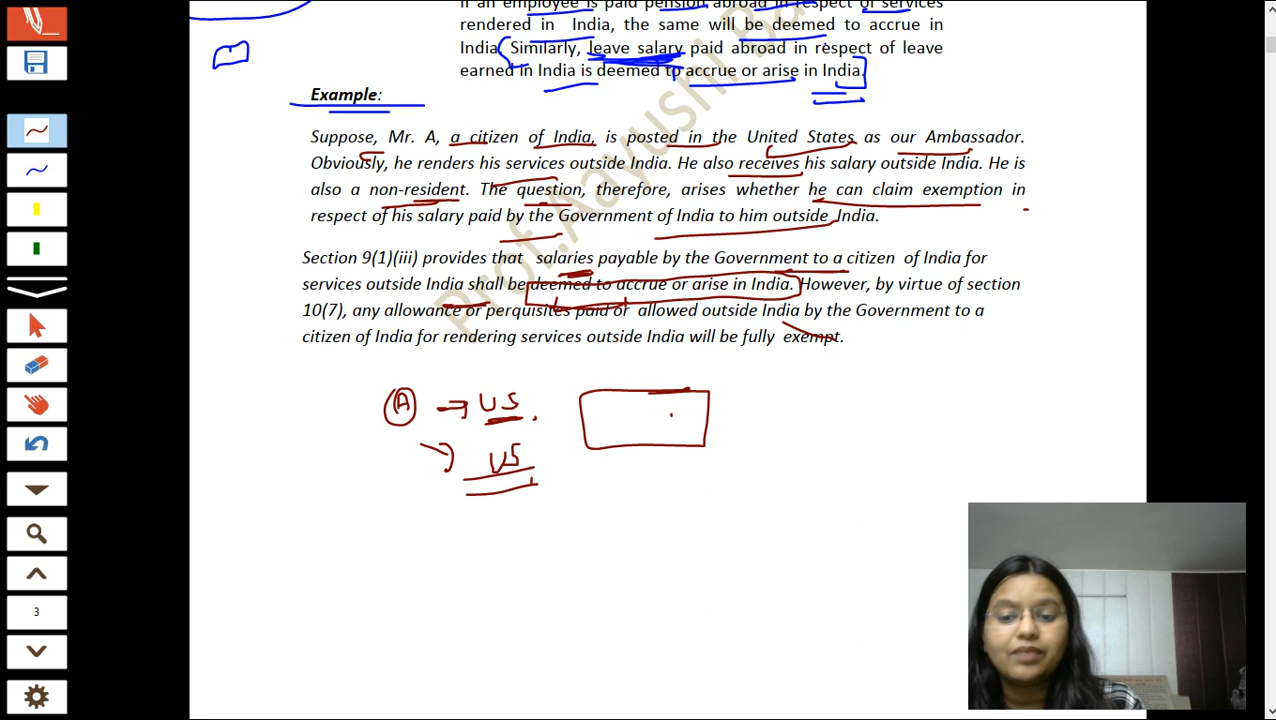 If an employee is paid pension abroad in respect of services
rendered in India, the same will be deemed to accrue in
India. Similarly, leave salary paid abroad in respect of leave
earned in India is deemed to accrue or arise in India.
Example:
Suppose, Mr. A, a citizen of India, is posted in the United States as our Ambassador.
Obviously, he renders his services outside India. He also receives his salary outside India. He is
also a non-resident. The question, therefore, arises whether he can claim exemption in
respect of his salary paid by the Government of India to him outside India.
Section 9(1)(iii) provides that salaries payable by the Government to a citizen of India for
services outside India shall be deemed to accrue or arise in India. However, by virtue of section
10(7), any allowance or perquisites paid or allowed outside India by the Government to a
citizen of India for rendering services outside India will be fully exempt.
A → US
US
3
Prof. Aayushi Ba